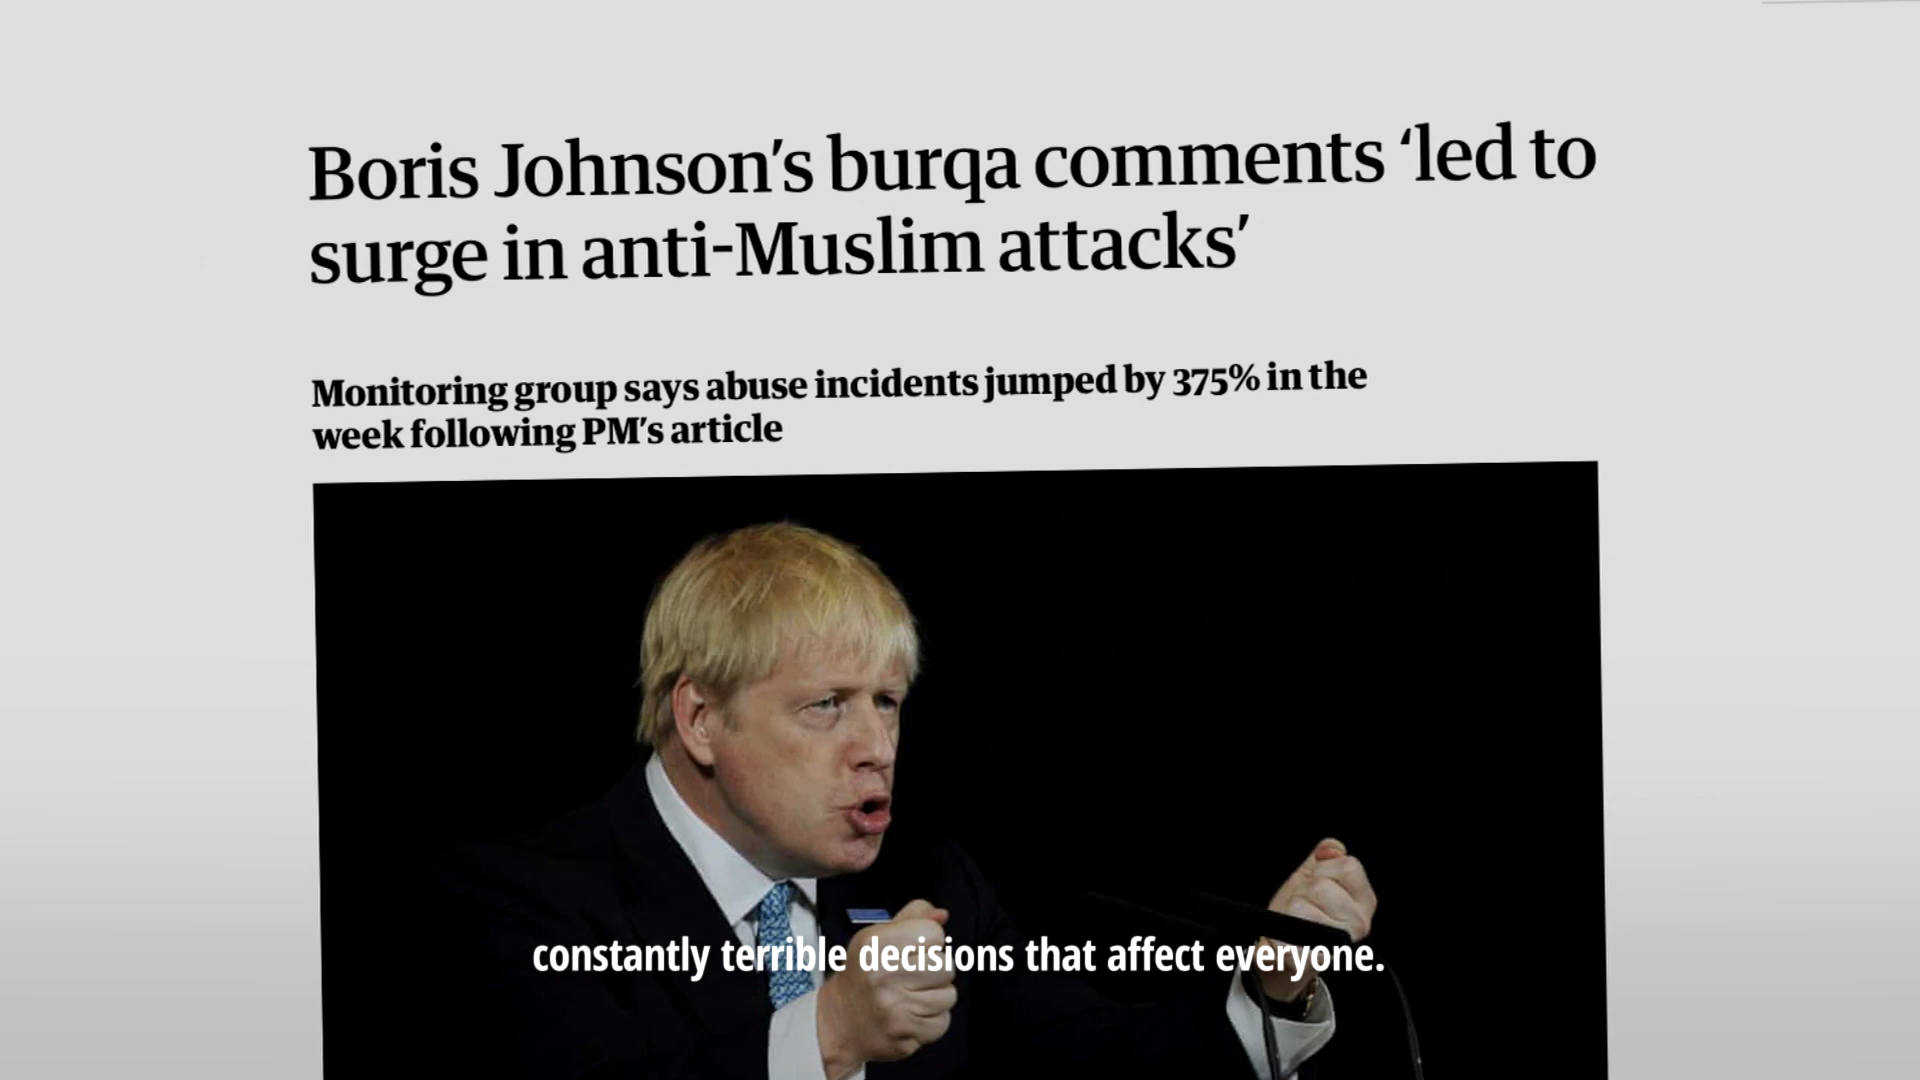 Boris Johnson’s burqa comments ‘led to
surge in anti-Muslim attacks’
Monitoring group says abuse incidents jumped by 375% in the
week following PM’s article
constantly terrible decisions that affect everyone.